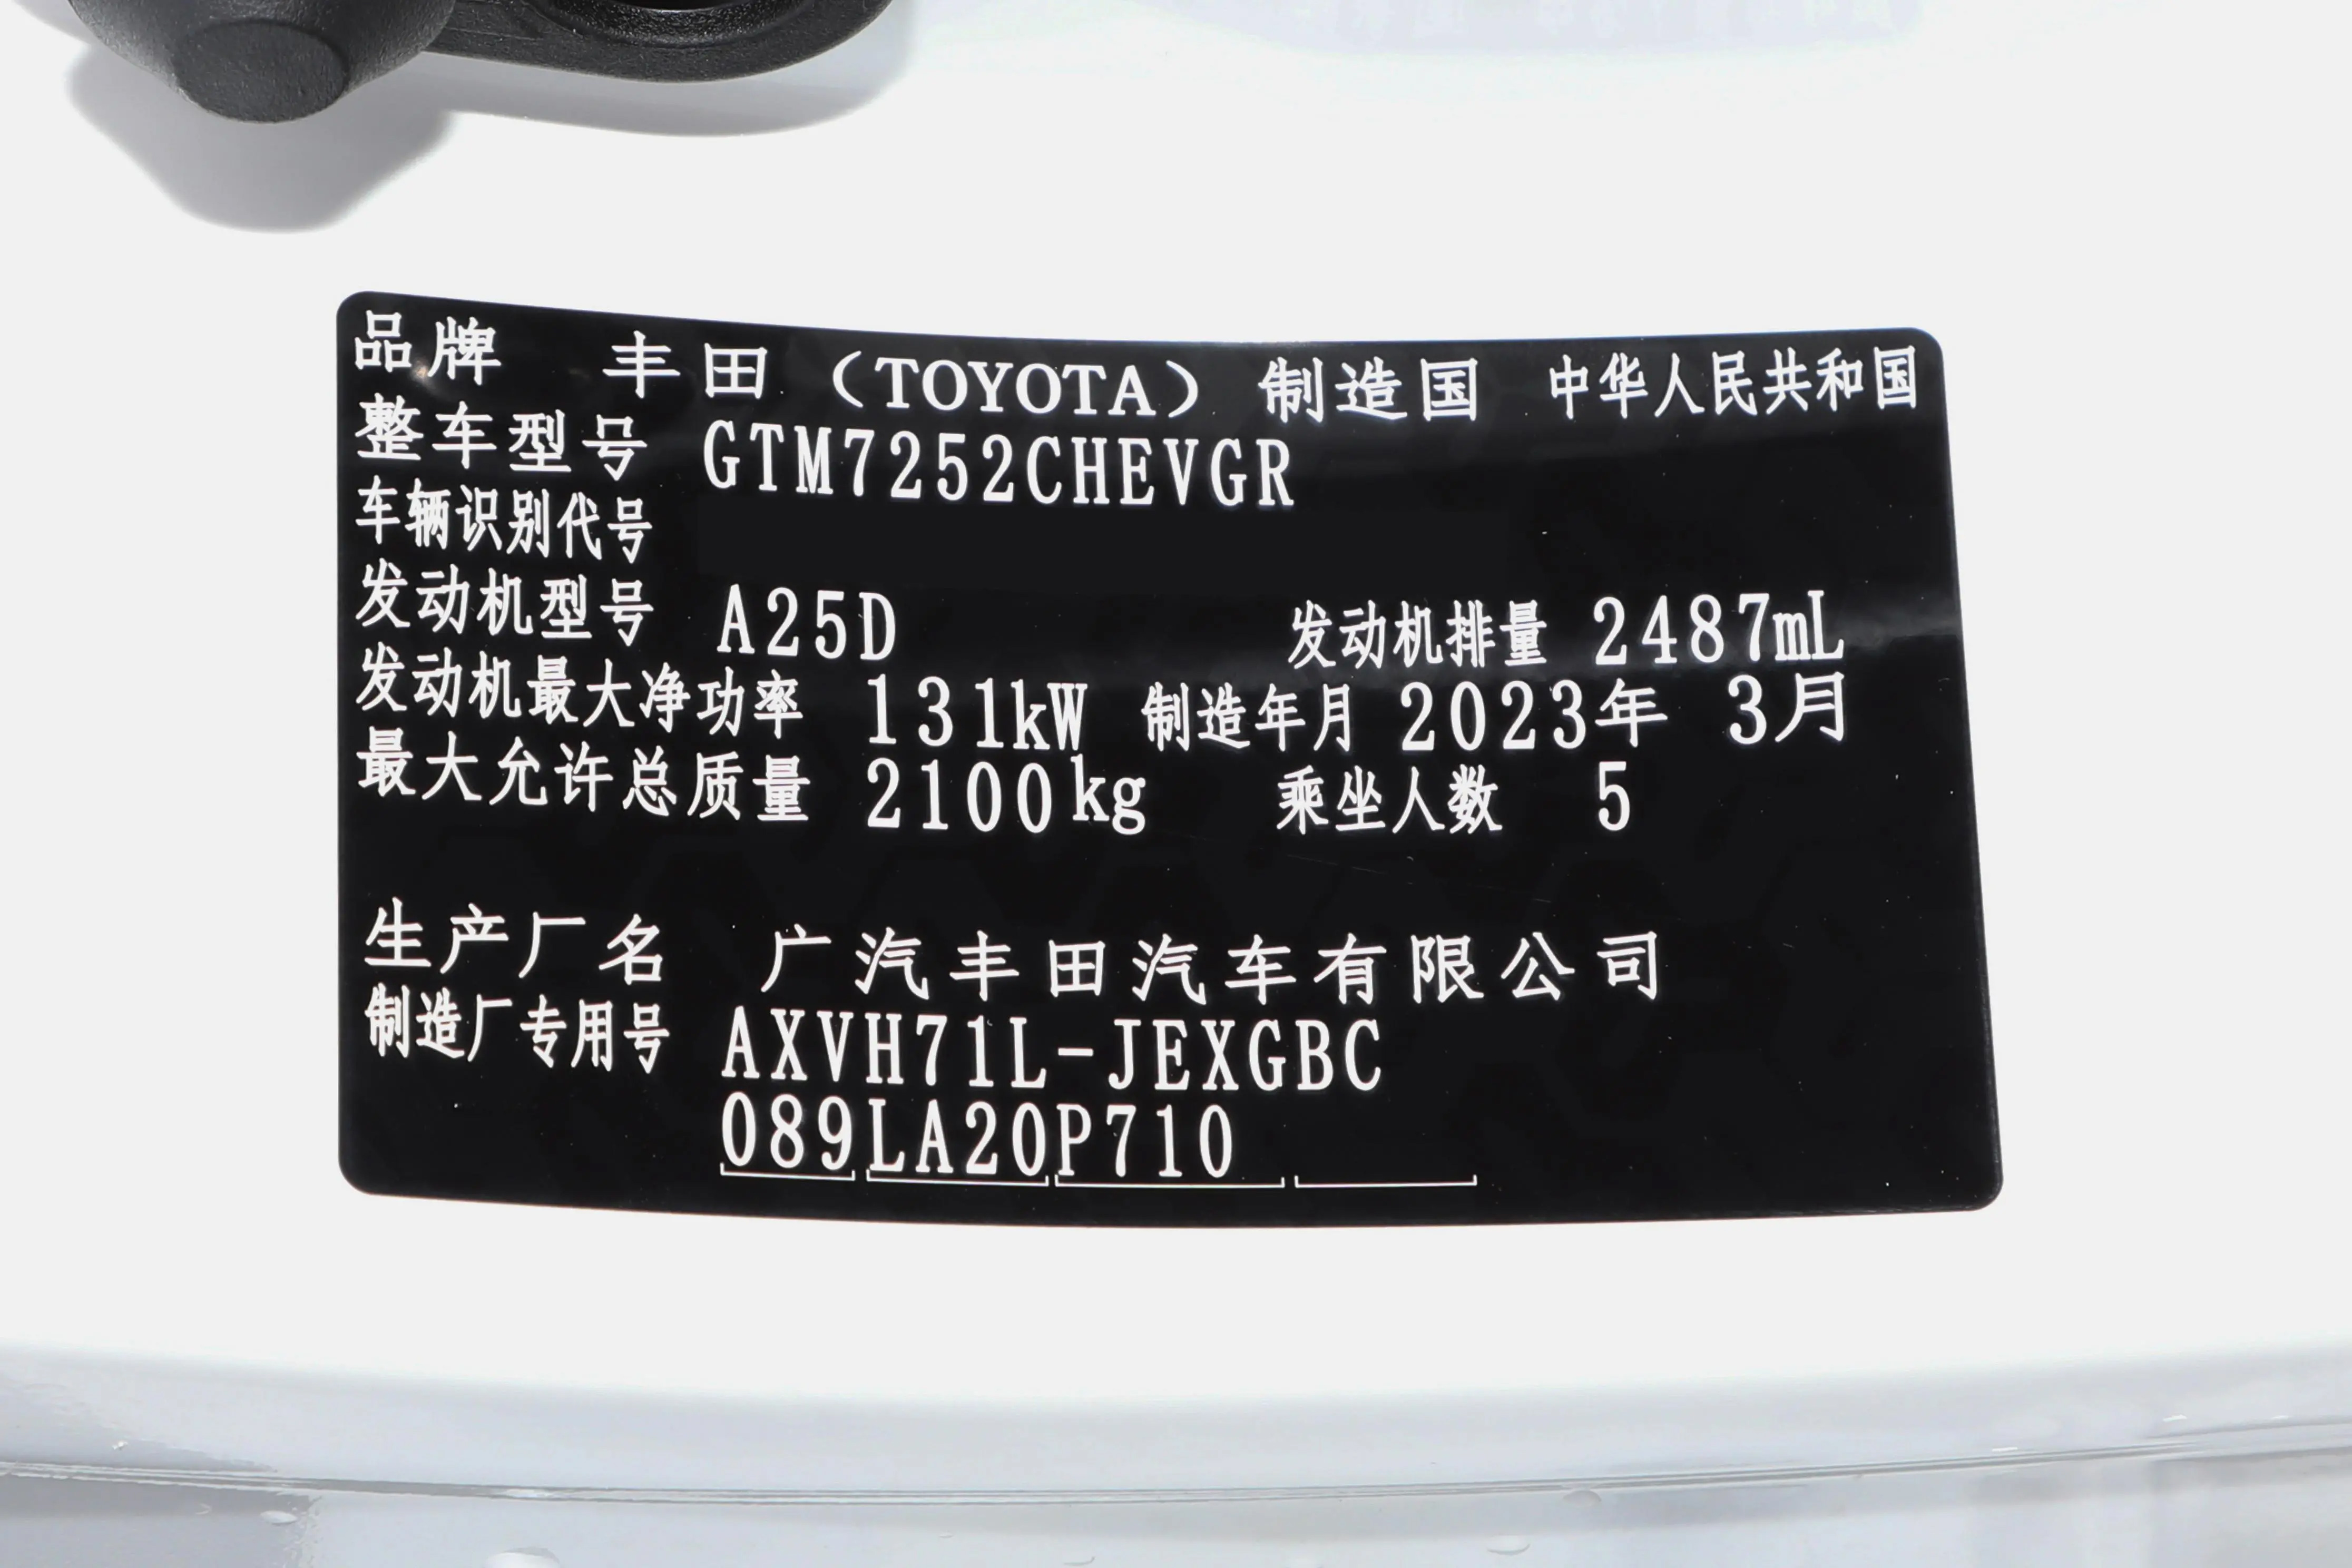 品牌 丰田（TOYOTA） 制造国 中华人民共和国
整车型号 GTM7252CHEVGR
车辆识别代号
发动机型号 A25D 发动机排量 2487mL
发动机最大净功率 131kW 制造年月 2023年 3月
最大允许总质量 2100kg 乘坐人数 5
生产厂名 广汽丰田汽车有限公司
制造厂专用号 AXVH71L-JEXGBC
089LA20P710